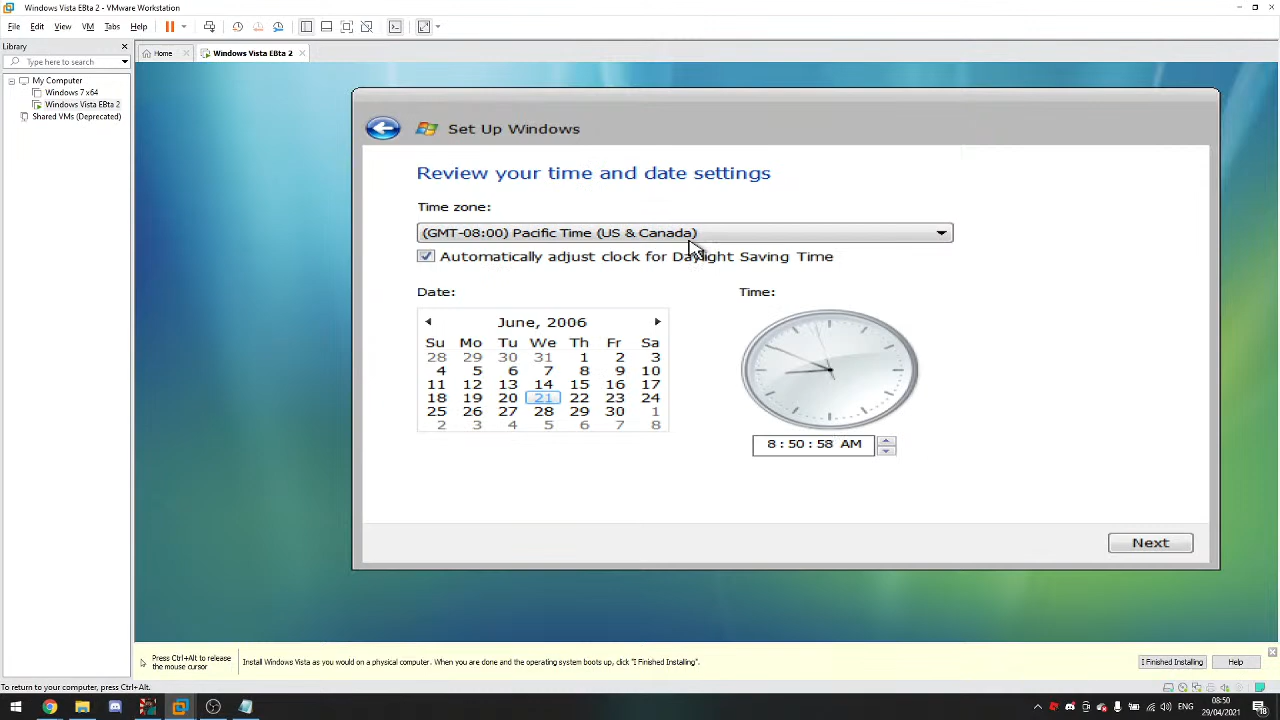 Windows Vista EBta 2 - VMware Workstation
File Edit View VM Tabs Help
Library
Type here to search
My Computer
Windows 7 x64
Windows Vista EBta 2
Shared VMs (Deprecated)
Home
Windows Vista EBta 2
Set Up Windows
Review your time and date settings
Time zone:
(GMT-08:00) Pacific Time (US & Canada)
Automatically adjust clock for Daylight Saving Time
Date:
June, 2006
Su Mo Tu We Th Fr Sa
28 29 30 31 1 2 3
4 5 6 7 8 9 10
11 12 13 14 15 16 17
18 19 20 21 22 23 24
25 26 27 28 29 30 1
2 3 4 5 6 7 8
Time:
8 : 50 : 58 AM
Next
Press Ctrl+Alt to release
the mouse cursor
Install Windows Vista as you would on a physical computer. When you are done and the operating system boots up, click "I Finished Installing".
I Finished Installing
Help
To return to your computer, press Ctrl+Alt.
ENG
08:50
29/04/2021
18